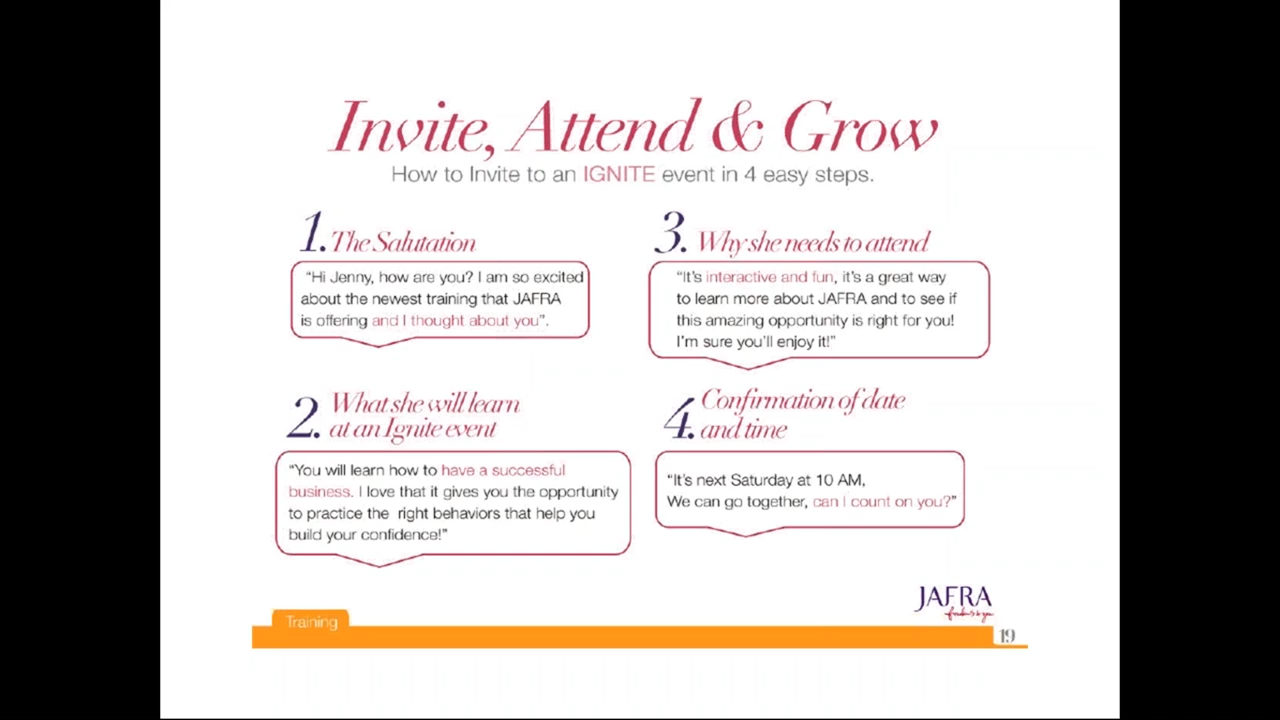 Invite, Attend & Grow
How to Invite to an IGNITE event in 4 easy steps.
1. The Salutation
“Hi Jenny, how are you? I am so excited
about the newest training that JAFRA
is offering and I thought about you”.
2. What she will learn
at an Ignite event
“You will learn how to have a successful
business. I love that it gives you the opportunity
to practice the right behaviors that help you
build your confidence!”
3. Why she needs to attend
“It’s interactive and fun, it’s a great way
to learn more about JAFRA and to see if
this amazing opportunity is right for you!
I’m sure you’ll enjoy it!”
4. Confirmation of date
and time
“It’s next Saturday at 10 AM,
We can go together, can I count on you?”
JAFRA
Training
19